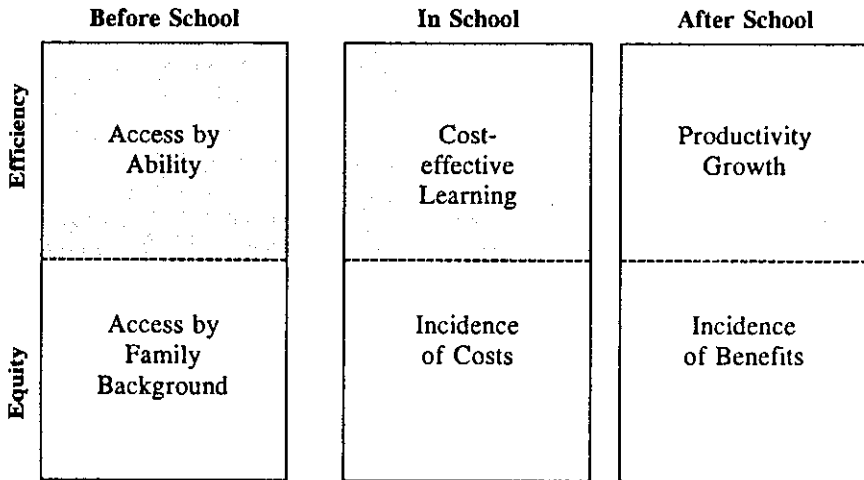 Before School
In School
After School
Efficiency
Access by
Ability
Cost-
effective
Learning
Productivity
Growth
Equity
Access by
Family
Background
Incidence
of Costs
Incidence
of Benefits